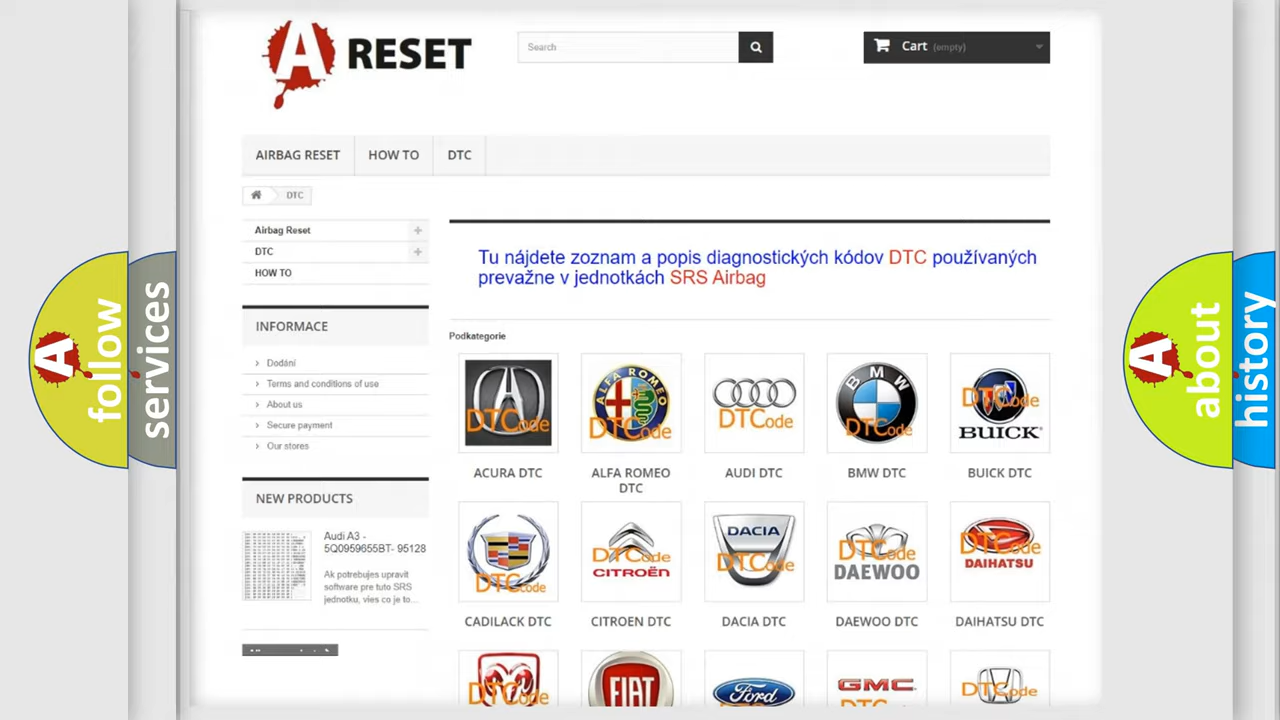 A RESET
Search
Cart (empty)
AIRBAG RESET
HOW TO
DTC
DTC
Airbag Reset
DTC
HOW TO
INFORMACE
Dodání
Terms and conditions of use
About us
Secure payment
Our stores
NEW PRODUCTS
Audi A3 -
5Q0959655BT- 95128
Ak potrebujes upravit
software pre tuto SRS
jednotku, vies co je to...
Tu nájdete zoznam a popis diagnostických kódov DTC používaných
prevažne v jednotkách SRS Airbag
Podkategorie
DTCode
ALFA ROMEO
DTCode
DTCode
BMW
DTCode
DTCode
BUICK
ACURA DTC
ALFA ROMEO
DTC
AUDI DTC
BMW DTC
BUICK DTC
DTCode
DTCode
CITROËN
DACIA
DTCode
DTCode
DAEWOO
DTCode
DAIHATSU
CADILACK DTC
CITROEN DTC
DACIA DTC
DAEWOO DTC
DAIHATSU DTC
DTCode
FIAT
Ford
GMC
DTCode
A
follow
services
A
about
history